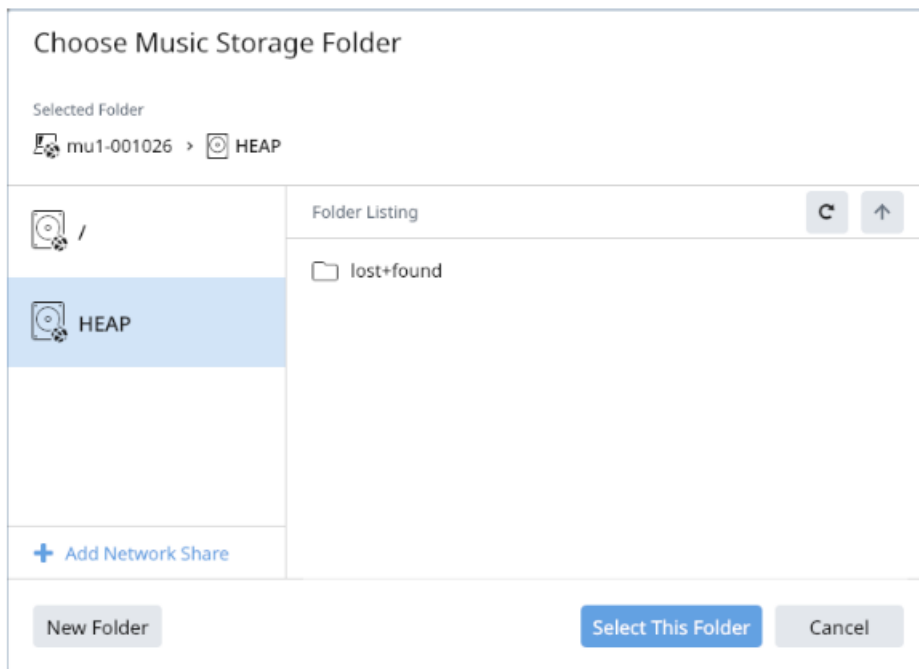 Choose Music Storage Folder
Selected Folder
mu1-001026 › HEAP
/
HEAP
Add Network Share
Folder Listing
lost+found
New Folder
Select This Folder
Cancel